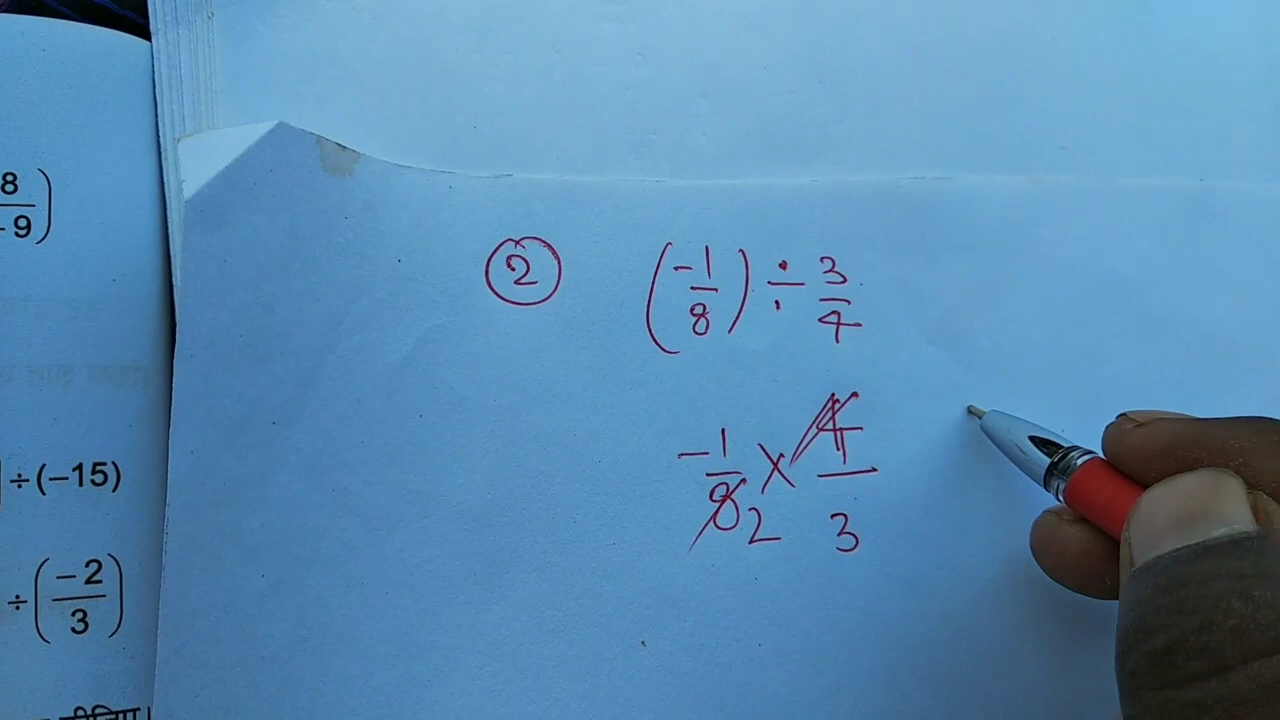 8
- 9)
÷(−15)
÷(−2/3)
② (-1/8) ÷ 3/4
-1/8 2 × 4/3